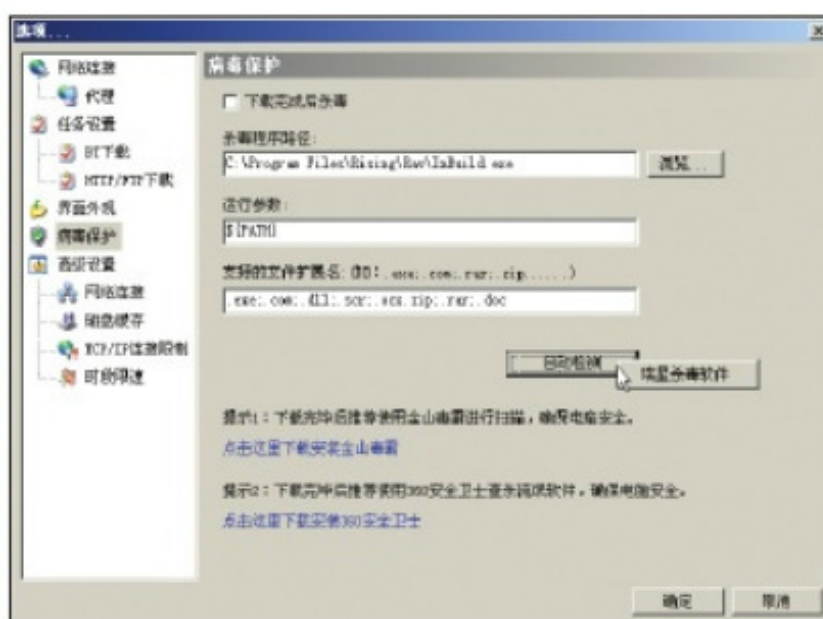 选项...
网络连接
代理
任务设置
BT下载
HTTP/FTP下载
界面外观
病毒保护
高级设置
网络连接
磁盘缓存
TCP/IP连接限制
时段限速
病毒保护
下载完成后杀毒
杀毒程序路径:
C:\Program Files\Rising\Rav\
浏览...
运行参数:
$[PATH]
支持的文件扩展名: (如: .exe;.com;.rar;.zip......)
.exe;.com;.dll;.scr;.ocx.zip;.rar;.doc
自动检测
瑞星杀毒软件
提示1：下载完毕后推荐使用金山毒霸进行扫描，确保电脑安全。
点击这里下载安装金山毒霸
提示2：下载完毕后推荐使用360安全卫士查杀流氓软件，确保电脑安全。
点击这里下载安装360安全卫士
确定
取消